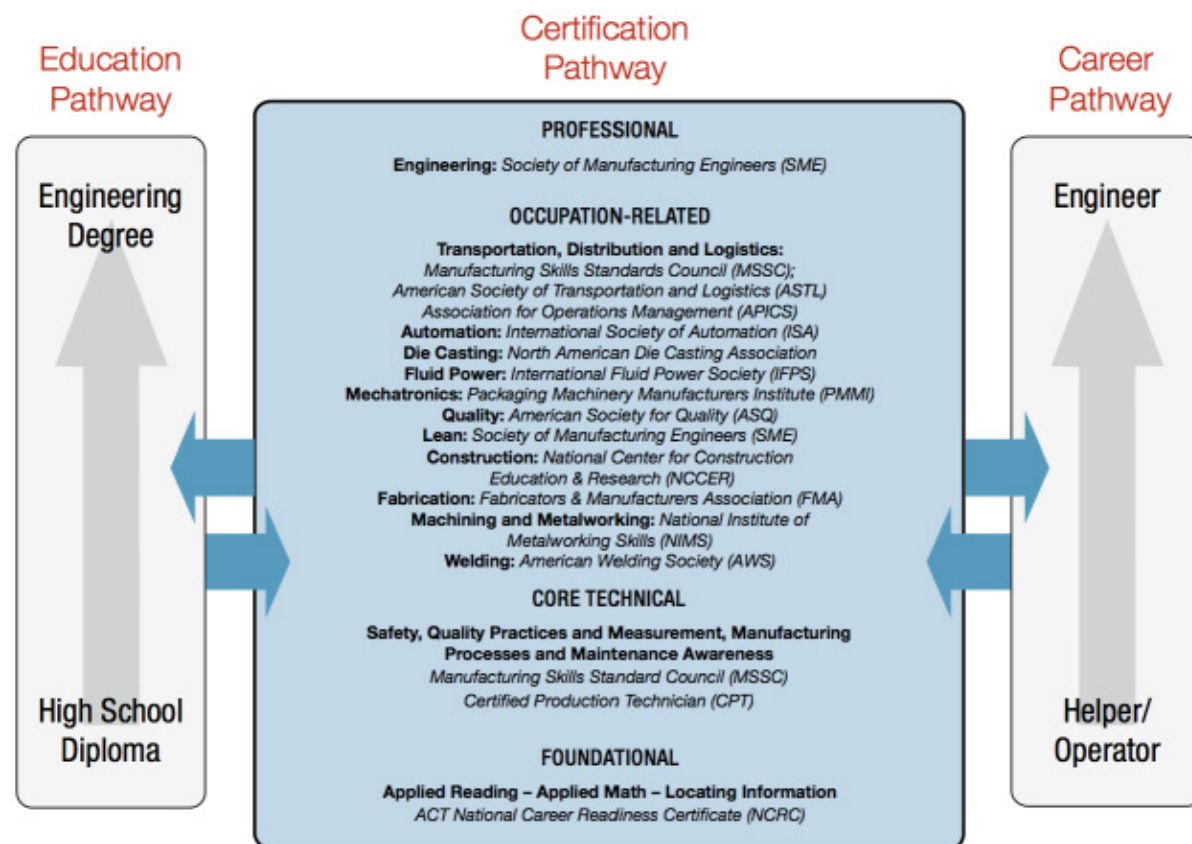 Education
Pathway
Engineering
Degree
High School
Diploma
Certification
Pathway
PROFESSIONAL
Engineering: Society of Manufacturing Engineers (SME)
OCCUPATION-RELATED
Transportation, Distribution and Logistics:
Manufacturing Skills Standards Council (MSSC);
American Society of Transportation and Logistics (ASTL)
Association for Operations Management (APICS)
Automation: International Society of Automation (ISA)
Die Casting: North American Die Casting Association
Fluid Power: International Fluid Power Society (IFPS)
Mechatronics: Packaging Machinery Manufacturers Institute (PMMI)
Quality: American Society for Quality (ASQ)
Lean: Society of Manufacturing Engineers (SME)
Construction: National Center for Construction
Education & Research (NCCER)
Fabrication: Fabricators & Manufacturers Association (FMA)
Machining and Metalworking: National Institute of
Metalworking Skills (NIMS)
Welding: American Welding Society (AWS)
CORE TECHNICAL
Safety, Quality Practices and Measurement, Manufacturing
Processes and Maintenance Awareness
Manufacturing Skills Standard Council (MSSC)
Certified Production Technician (CPT)
FOUNDATIONAL
Applied Reading – Applied Math – Locating Information
ACT National Career Readiness Certificate (NCRC)
Career
Pathway
Engineer
Helper/
Operator